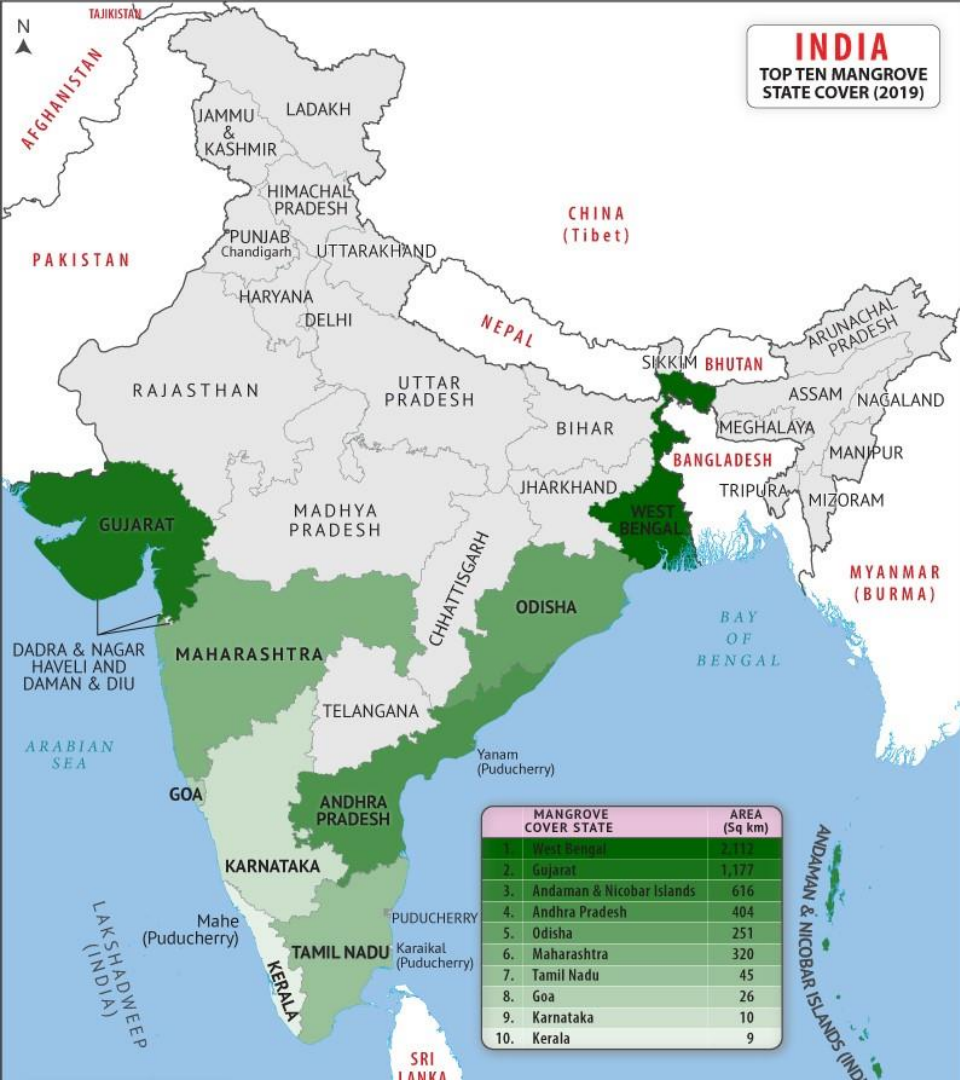 N
TAJIKISTAN
AFGHANISTAN
INDIA
TOP TEN MANGROVE
STATE COVER (2019)
LADAKH
JAMMU
&
KASHMIR
HIMACHAL
PRADESH
CHINA
(Tibet)
PAKISTAN
PUNJAB
Chandigarh
UTTARAKHAND
HARYANA
DELHI
NEPAL
ARUNACHAL
PRADESH
SIKKIM
BHUTAN
RAJASTHAN
UTTAR
PRADESH
ASSAM
NAGALAND
BIHAR
MEGHALAYA
MANIPUR
BANGLADESH
JHARKHAND
TRIPURA
MIZORAM
GUJARAT
MADHYA
PRADESH
WEST
BENGAL
CHHATTISGARH
MYANMAR
(BURMA)
ODISHA
BAY
OF
BENGAL
DADRA & NAGAR
HAVELI AND
DAMAN & DIU
MAHARASHTRA
TELANGANA
ARABIAN
SEA
Yanam
(Puducherry)
GOA
ANDHRA
PRADESH
KARNATAKA
MANGROVE
COVER STATE
AREA
(Sq km)
1. West Bengal 2,112
2. Gujarat 1,177
3. Andaman & Nicobar Islands 616
4. Andhra Pradesh 404
5. Odisha 251
6. Maharashtra 320
7. Tamil Nadu 45
8. Goa 26
9. Karnataka 10
10. Kerala 9
ANDAMAN & NICOBAR ISLANDS (IND
LAKSHADWEEP
(INDIA)
Mahe
(Puducherry)
PUDUCHERRY
TAMIL NADU
Karaikal
(Puducherry)
KERALA
SRI
LANKA